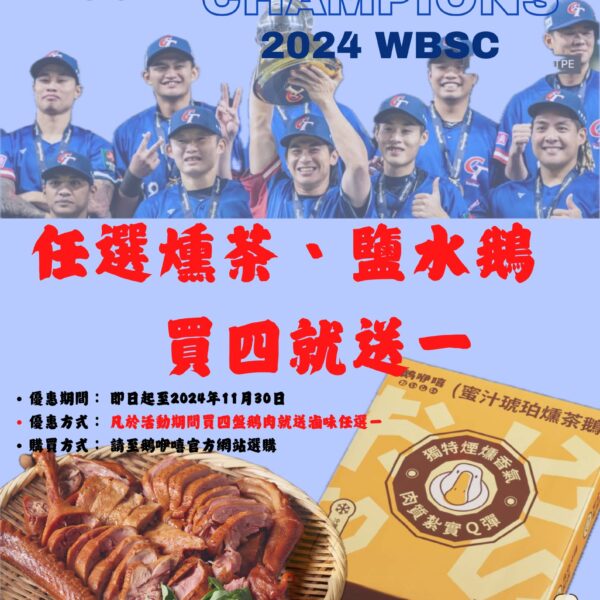 CHAMPIONS
2024 WBSC
TPE
任選燻茶、鹽水鵝
買四就送一
• 優惠期間： 即日起至2024年11月30日
• 優惠方式： 凡於活動期間買四盤鵝肉就送滷味任選一
• 購買方式： 請至鵝咿嘻官方網站選購
鵝咿嘻
(蜜汁琥珀燻茶鵝
獨特煙燻香氣
肉質紮實Q彈